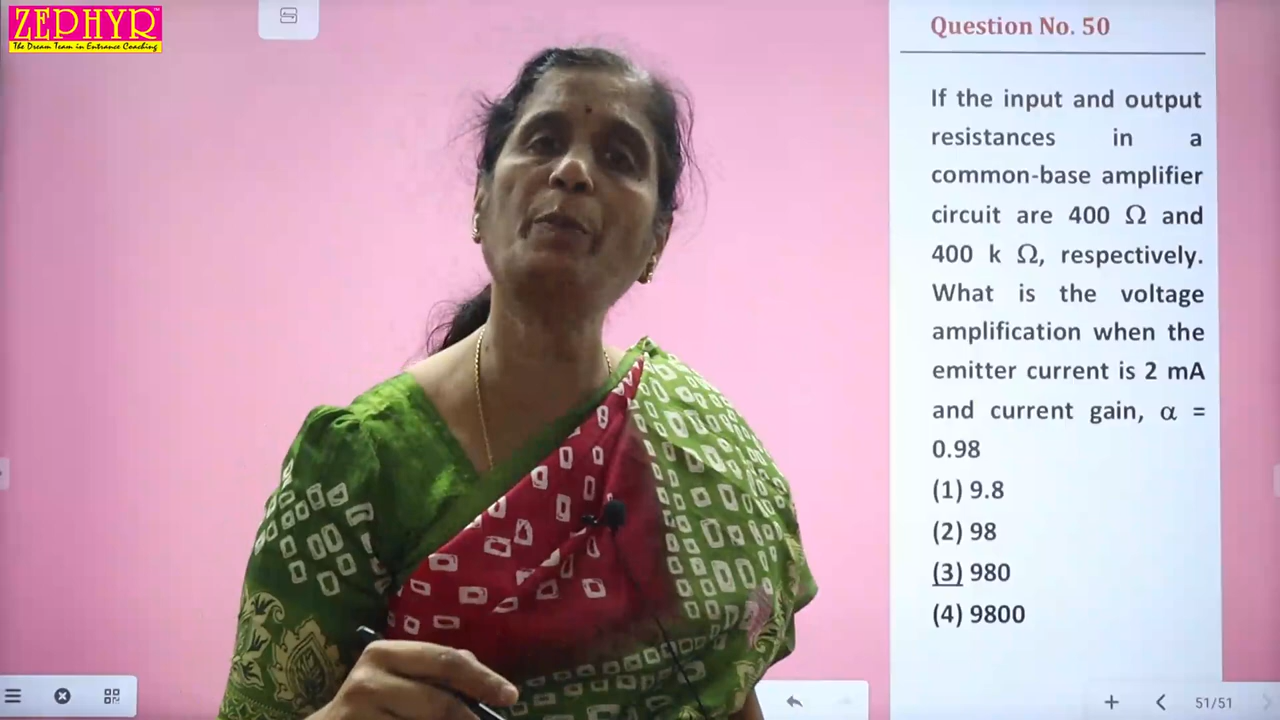 ZEPHYR
The Dream Team in Entrance Coaching
Question No. 50
If the input and output
resistances in a
common-base amplifier
circuit are 400 Ω and
400 k Ω, respectively.
What is the voltage
amplification when the
emitter current is 2 mA
and current gain, α =
0.98
(1) 9.8
(2) 98
(3) 980
(4) 9800
51/51